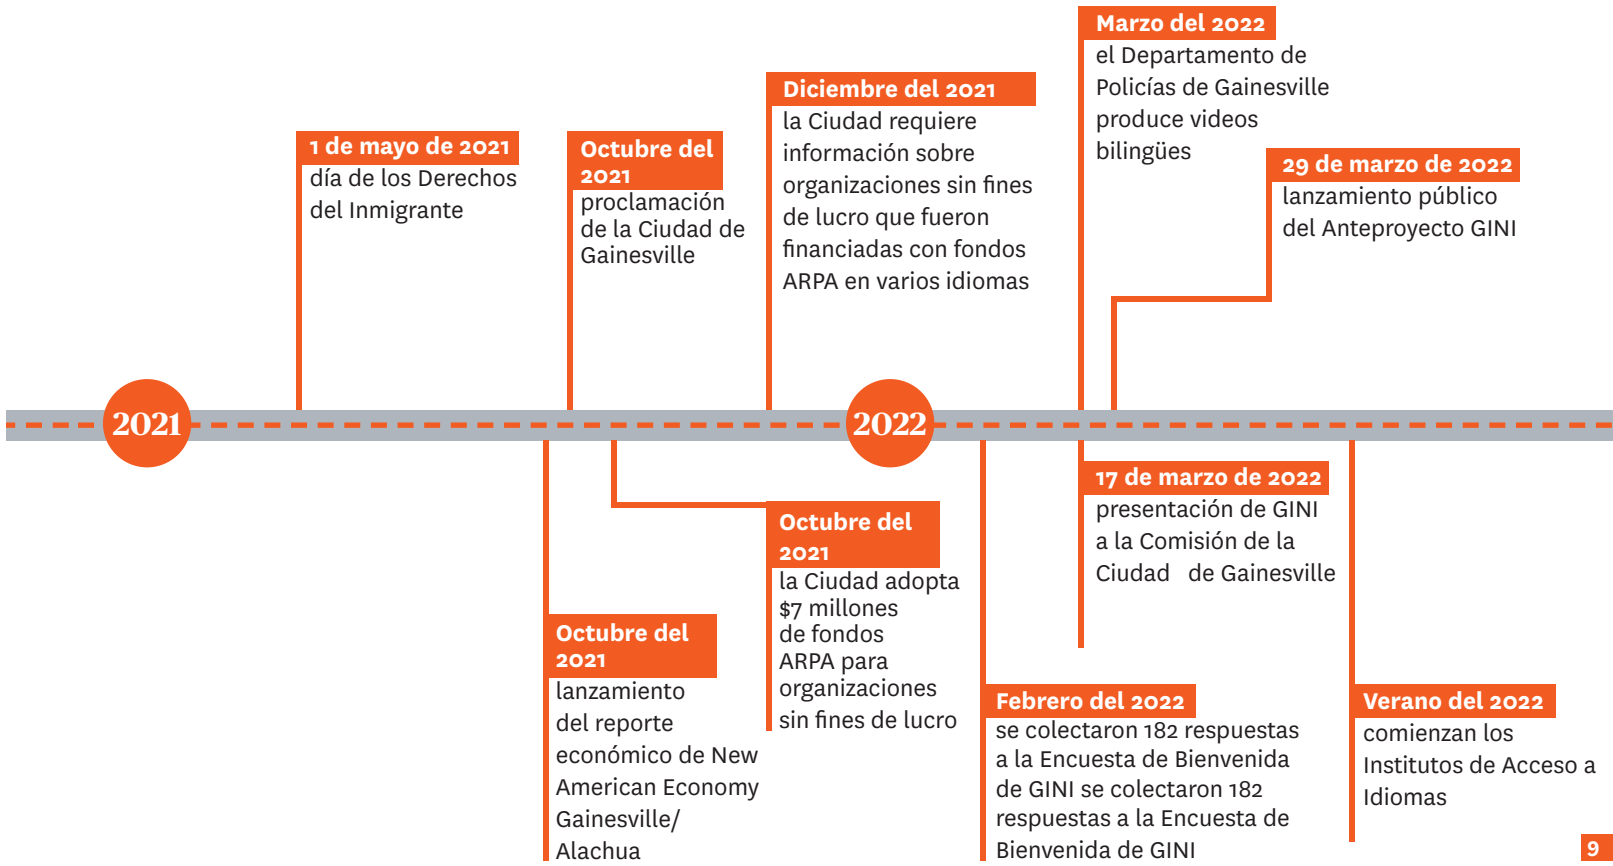 1 de mayo de 2021
día de los Derechos
del Inmigrante
Octubre del
2021
proclamación
de la Ciudad de
Gainesville
Diciembre del 2021
la Ciudad requiere
información sobre
organizaciones sin fines
de lucro que fueron
financiadas con fondos
ARPA en varios idiomas
Marzo del 2022
el Departamento de
Policías de Gainesville
produce videos
bilingües
29 de marzo de 2022
lanzamiento público
del Anteproyecto GINI
2021
2022
Octubre del
2021
lanzamiento
del reporte
económico de New
American Economy
Gainesville/
Alachua
Octubre del
2021
la Ciudad adopta
$7 millones
de fondos
ARPA para
organizaciones
sin fines de lucro
Febrero del 2022
se colectaron 182 respuestas
a la Encuesta de Bienvenida
de GINI se colectaron 182
respuestas a la Encuesta de
Bienvenida de GINI
17 de marzo de 2022
presentación de GINI
a la Comisión de la
Ciudad de Gainesville
Verano del 2022
comienzan los
Institutos de Acceso a
Idiomas
9